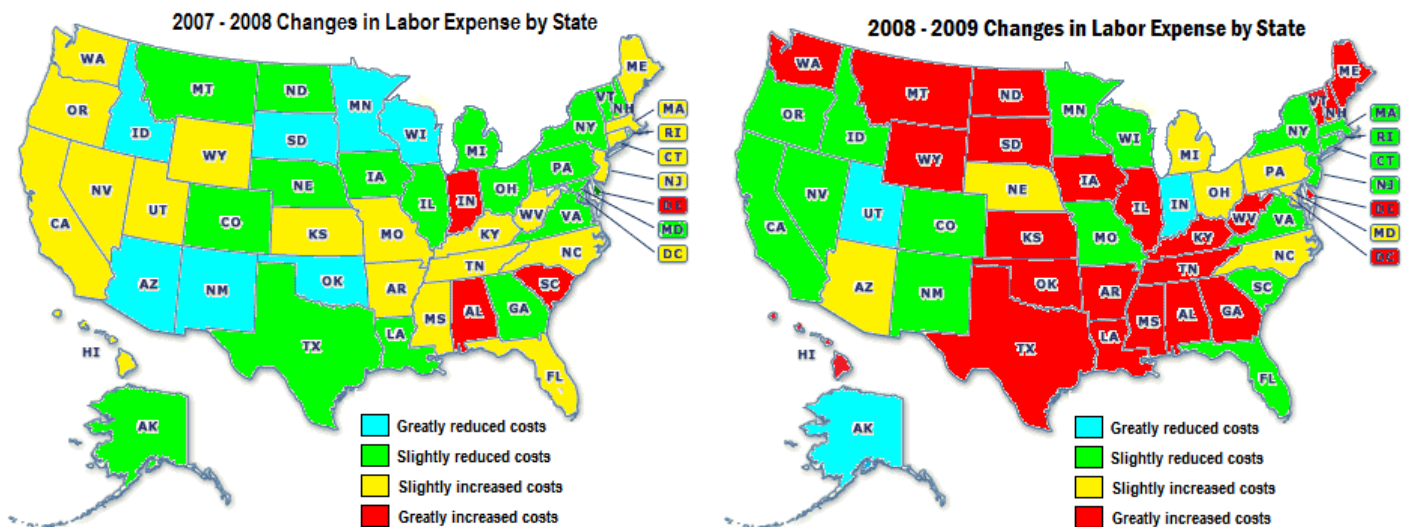 2007 - 2008 Changes in Labor Expense by State
WA
OR
CA
NV
ID
MT
WY
UT
AZ
CO
NM
ND
SD
NE
KS
OK
TX
MN
IA
MO
AR
LA
WI
IL
MS
MI
IN
KY
TN
AL
OH
WV
GA
FL
SC
NC
VA
PA
NY
VT
NH
ME
MA
RI
CT
NJ
DE
MD
DC
HI
AK
Greatly reduced costs
Slightly reduced costs
Slightly increased costs
Greatly increased costs
2008 - 2009 Changes in Labor Expense by State
WA
OR
CA
NV
ID
MT
WY
UT
AZ
CO
NM
ND
SD
NE
KS
OK
TX
MN
IA
MO
AR
LA
WI
IL
MS
MI
IN
KY
TN
AL
OH
WV
GA
FL
SC
NC
VA
PA
NY
VT
NH
ME
MA
RI
CT
NJ
DE
MD
DC
HI
AK
Greatly reduced costs
Slightly reduced costs
Slightly increased costs
Greatly increased costs